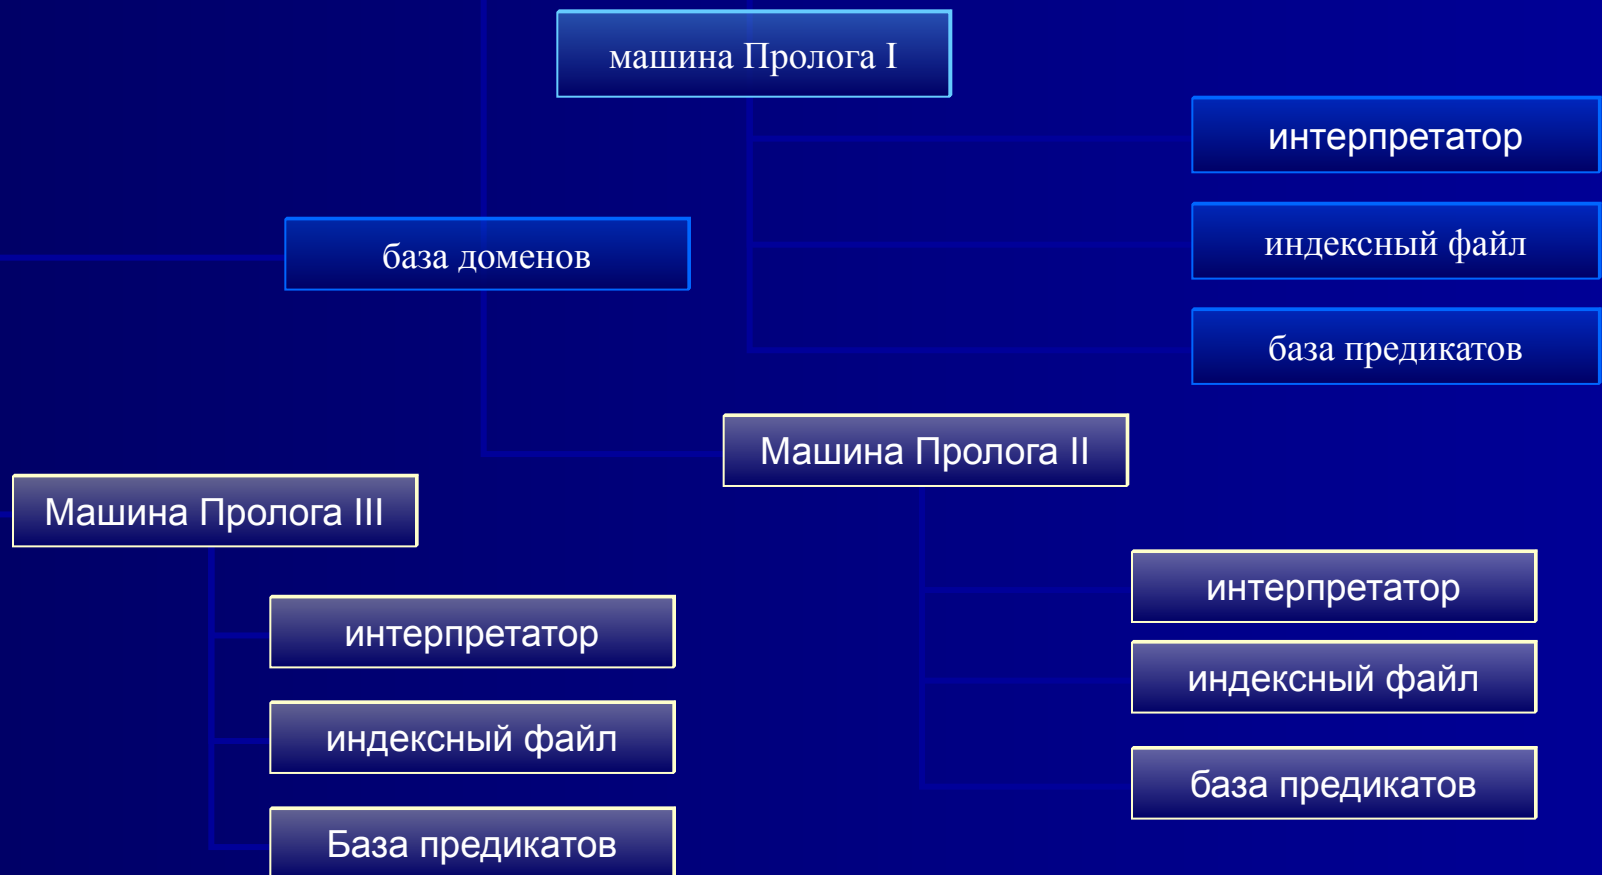 машина Пролога I
интерпретатор
индексный файл
база доменов
база предикатов
Машина Пролога II
Машина Пролога III
интерпретатор
интерпретатор
индексный файл
индексный файл
база предикатов
База предикатов